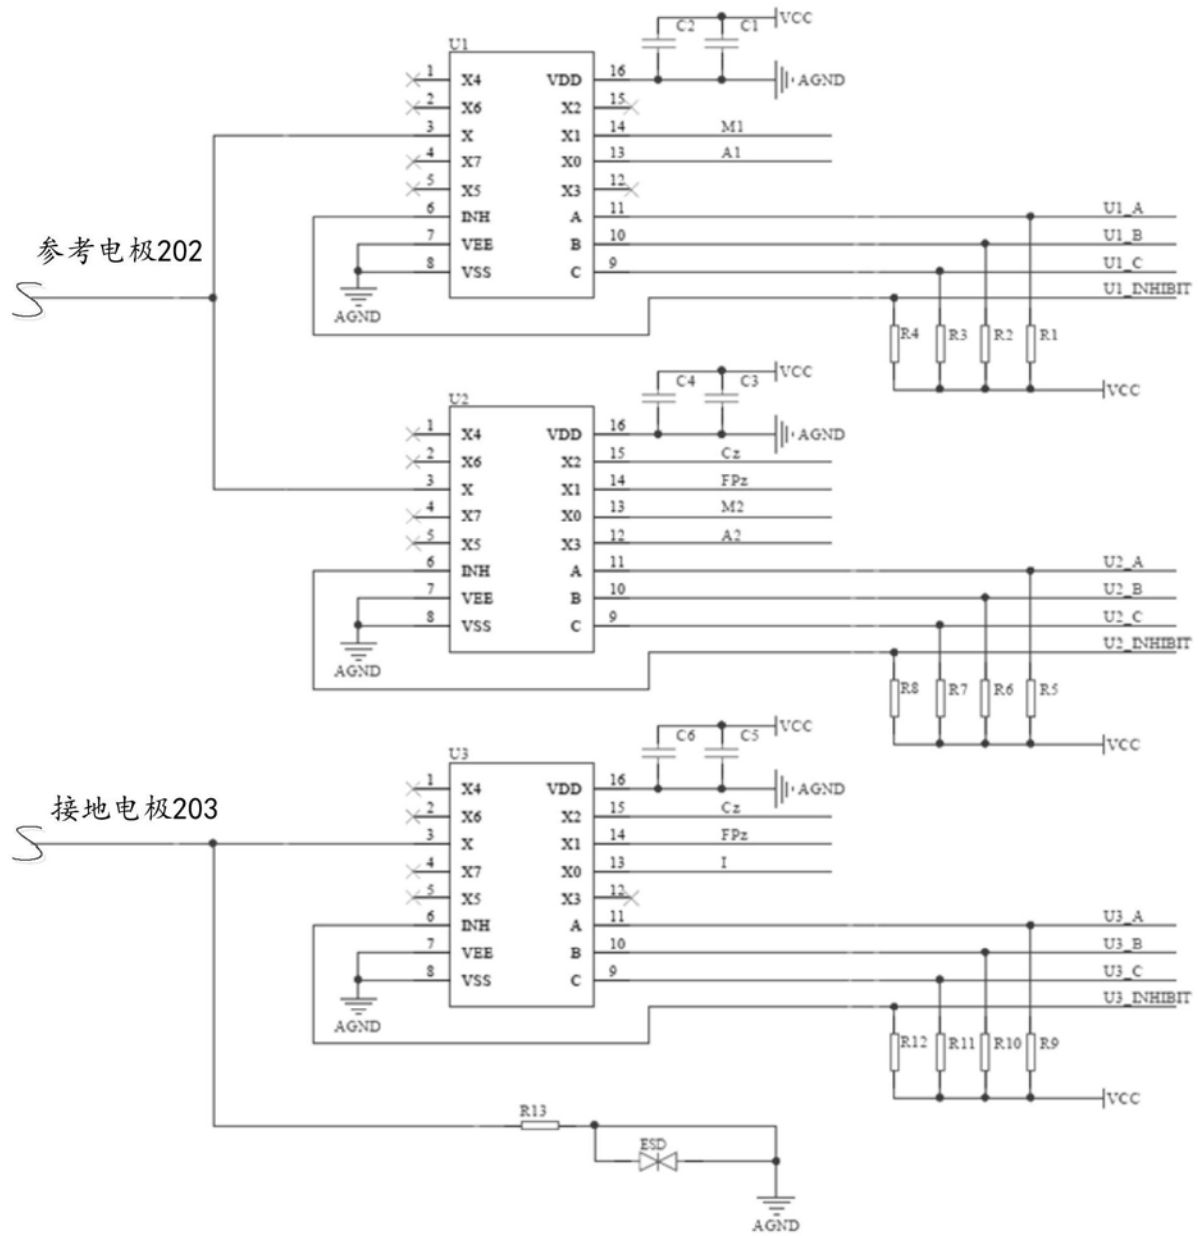 C2 C1 VCC
U1
1 X4 VDD 16 AGND
2 X6 X2 15
3 X X1 14 M1
4 X7 X0 13 A1
5 X5 X3 12
6 INH A 11 U1_A
7 VEE B 10 U1_B
8 VSS C 9 U1_C
参考电极202
U1_INHIBIT
AGND
R4 R3 R2 R1
VCC
C4 C3 VCC
U2
1 X4 VDD 16 AGND
2 X6 X2 15 Cz
3 X X1 14 FPz
4 X7 X0 13 M2
5 X5 X3 12 A2
6 INH A 11 U2_A
7 VEE B 10 U2_B
8 VSS C 9 U2_C
U2_INHIBIT
AGND
R8 R7 R6 R5
VCC
C6 C5 VCC
U3
1 X4 VDD 16 AGND
接地电极203
2 X6 X2 15 Cz
3 X X1 14 FPz
4 X7 X0 13 I
5 X5 X3 12
6 INH A 11 U3_A
7 VEE B 10 U3_B
8 VSS C 9 U3_C
U3_INHIBIT
AGND
R12 R11 R10 R9
VCC
R13
ESD
AGND